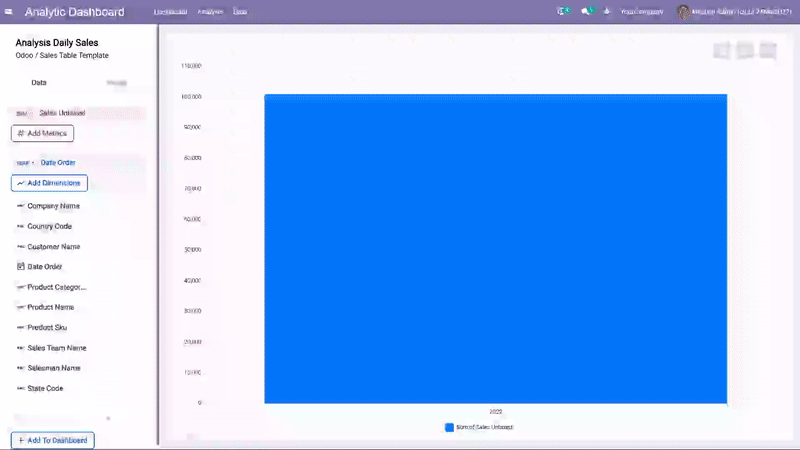 Analytic Dashboard
Dashboard Analysis Data
Analysis Daily Sales
Odoo / Sales Table Template
Data
Sales Untaxed
Add Metrics
YEAR Date Order
Add Dimensions
Company Name
Country Code
Customer Name
Date Order
Product Categor...
Product Name
Product Sku
Sales Team Name
Salesman Name
State Code
Add To Dashboard
110,000
100,000
90,000
80,000
70,000
60,000
50,000
40,000
30,000
20,000
10,000
0
2022
Sum of Sales Untaxed